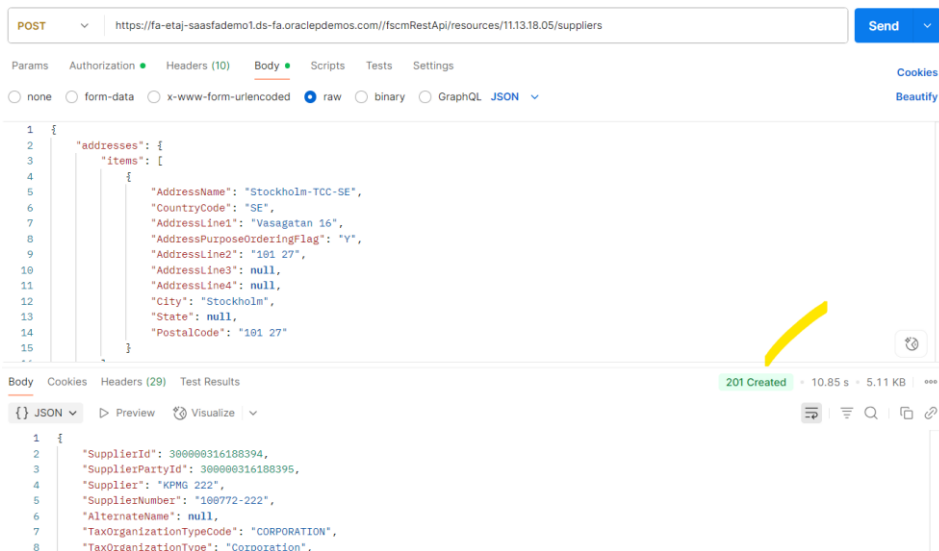 POST https://fa-etaj-saasfademo1.ds-fa.oraclepdemos.com//fscmRestApi/resources/11.13.18.05/suppliers Send
Params Authorization Headers (10) Body Scripts Tests Settings Cookies
none form-data x-www-form-urlencoded raw binary GraphQL JSON Beautify
1 {
2 "addresses": {
3 "items": [
4 {
5 "AddressName": "Stockholm-TCC-SE",
6 "CountryCode": "SE",
7 "AddressLine1": "Vasagatan 16",
8 "AddressPurposeOrderingFlag": "Y",
9 "AddressLine2": "101 27",
10 "AddressLine3": null,
11 "AddressLine4": null,
12 "City": "Stockholm",
13 "State": null,
14 "PostalCode": "101 27"
15 }
Body Cookies Headers (29) Test Results 201 Created • 10.85 s • 5.11 KB
{} JSON Preview Visualize
1 {
2 "SupplierId": 300000316188394,
3 "SupplierPartyId": 300000316188395,
4 "Supplier": "KPMG 222",
5 "SupplierNumber": "100772-222",
6 "AlternateName": null,
7 "TaxOrganizationTypeCode": "CORPORATION",
8 "TaxOrganizationType": "Corporation",